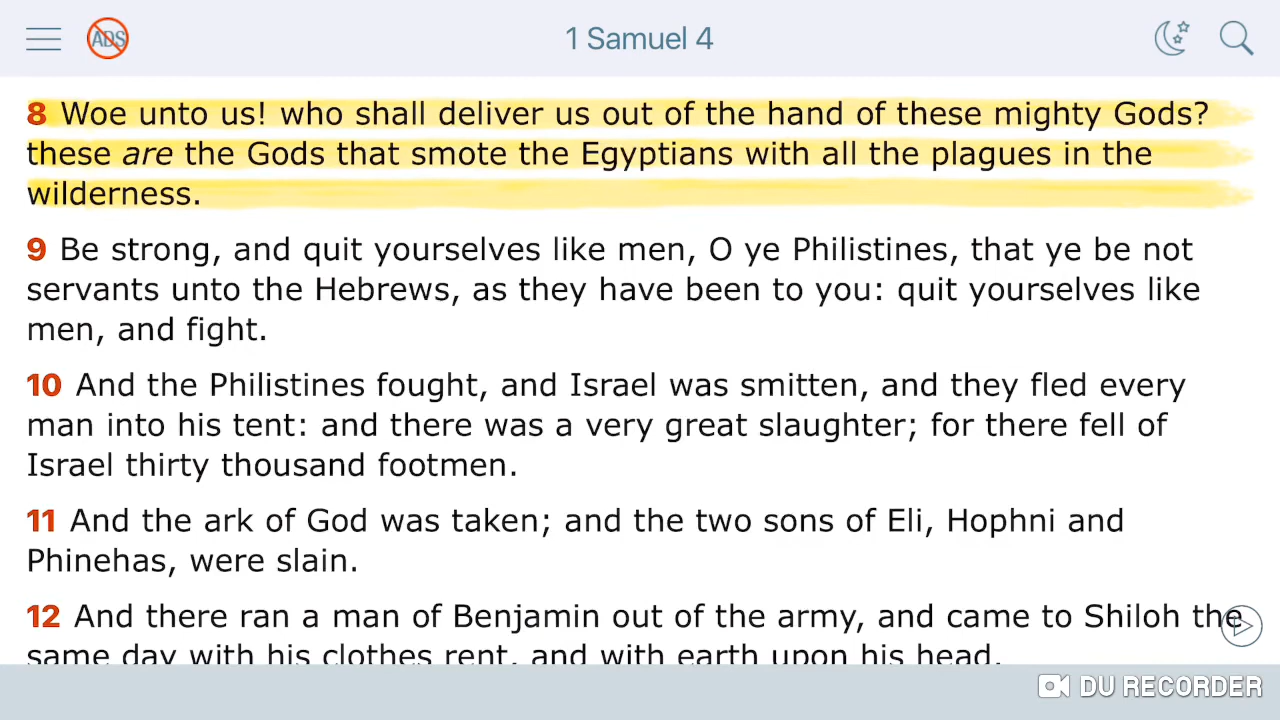 ADS
1 Samuel 4
8 Woe unto us! who shall deliver us out of the hand of these mighty Gods?
these are the Gods that smote the Egyptians with all the plagues in the
wilderness.
9 Be strong, and quit yourselves like men, O ye Philistines, that ye be not
servants unto the Hebrews, as they have been to you: quit yourselves like
men, and fight.
10 And the Philistines fought, and Israel was smitten, and they fled every
man into his tent: and there was a very great slaughter; for there fell of
Israel thirty thousand footmen.
11 And the ark of God was taken; and the two sons of Eli, Hophni and
Phinehas, were slain.
12 And there ran a man of Benjamin out of the army, and came to Shiloh the
same day with his clothes rent, and with earth upon his head.
DU RECORDER